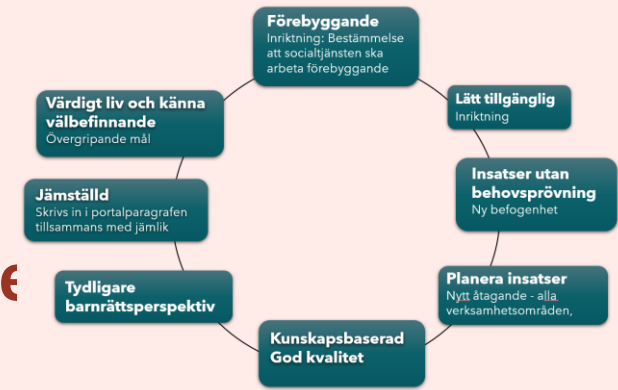 Förebyggande
Inriktning: Bestämmelse
att socialtjänsten ska
arbeta förebyggande
Lätt tillgänglig
Inriktning
Insatser utan
behovsprövning
Ny befogenhet
Planera insatser
Nytt åtagande - alla
verksamhetsområden,
Kunskapsbaserad
God kvalitet
Tydligare
barnrättsperspektiv
Jämställd
Skrivs in i portalparagrafen
tillsammans med jämlik
Värdigt liv och känna
välbefinnande
Övergripande mål
e